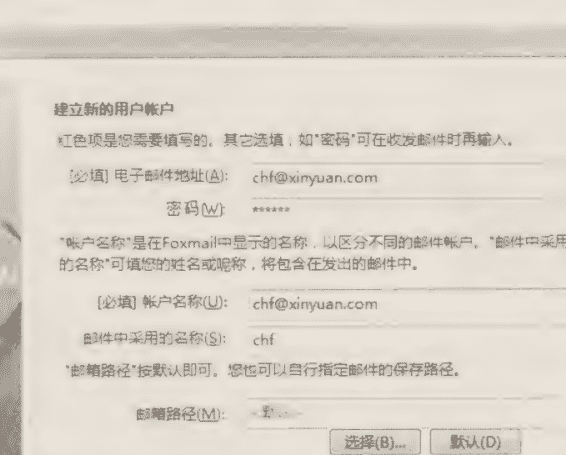 建立新的用户帐户
红色项是您需要填写的。其它选填，如"密码"可在收发邮件时再输入。
[必填] 电子邮件地址(A): chf@xinyuan.com
密码(W): ******
"帐户名称"是在Foxmail中显示的名称，以区分不同的邮件帐户。"邮件中采用
的名称"可填您的姓名或昵称，将包含在发出的邮件中。
[必填] 帐户名称(U): chf@xinyuan.com
邮件中采用的名称(S): chf
"邮箱路径"按默认即可。您也可以自行指定邮件的保存路径。
邮箱路径(M):
选择(B)... 默认(D)